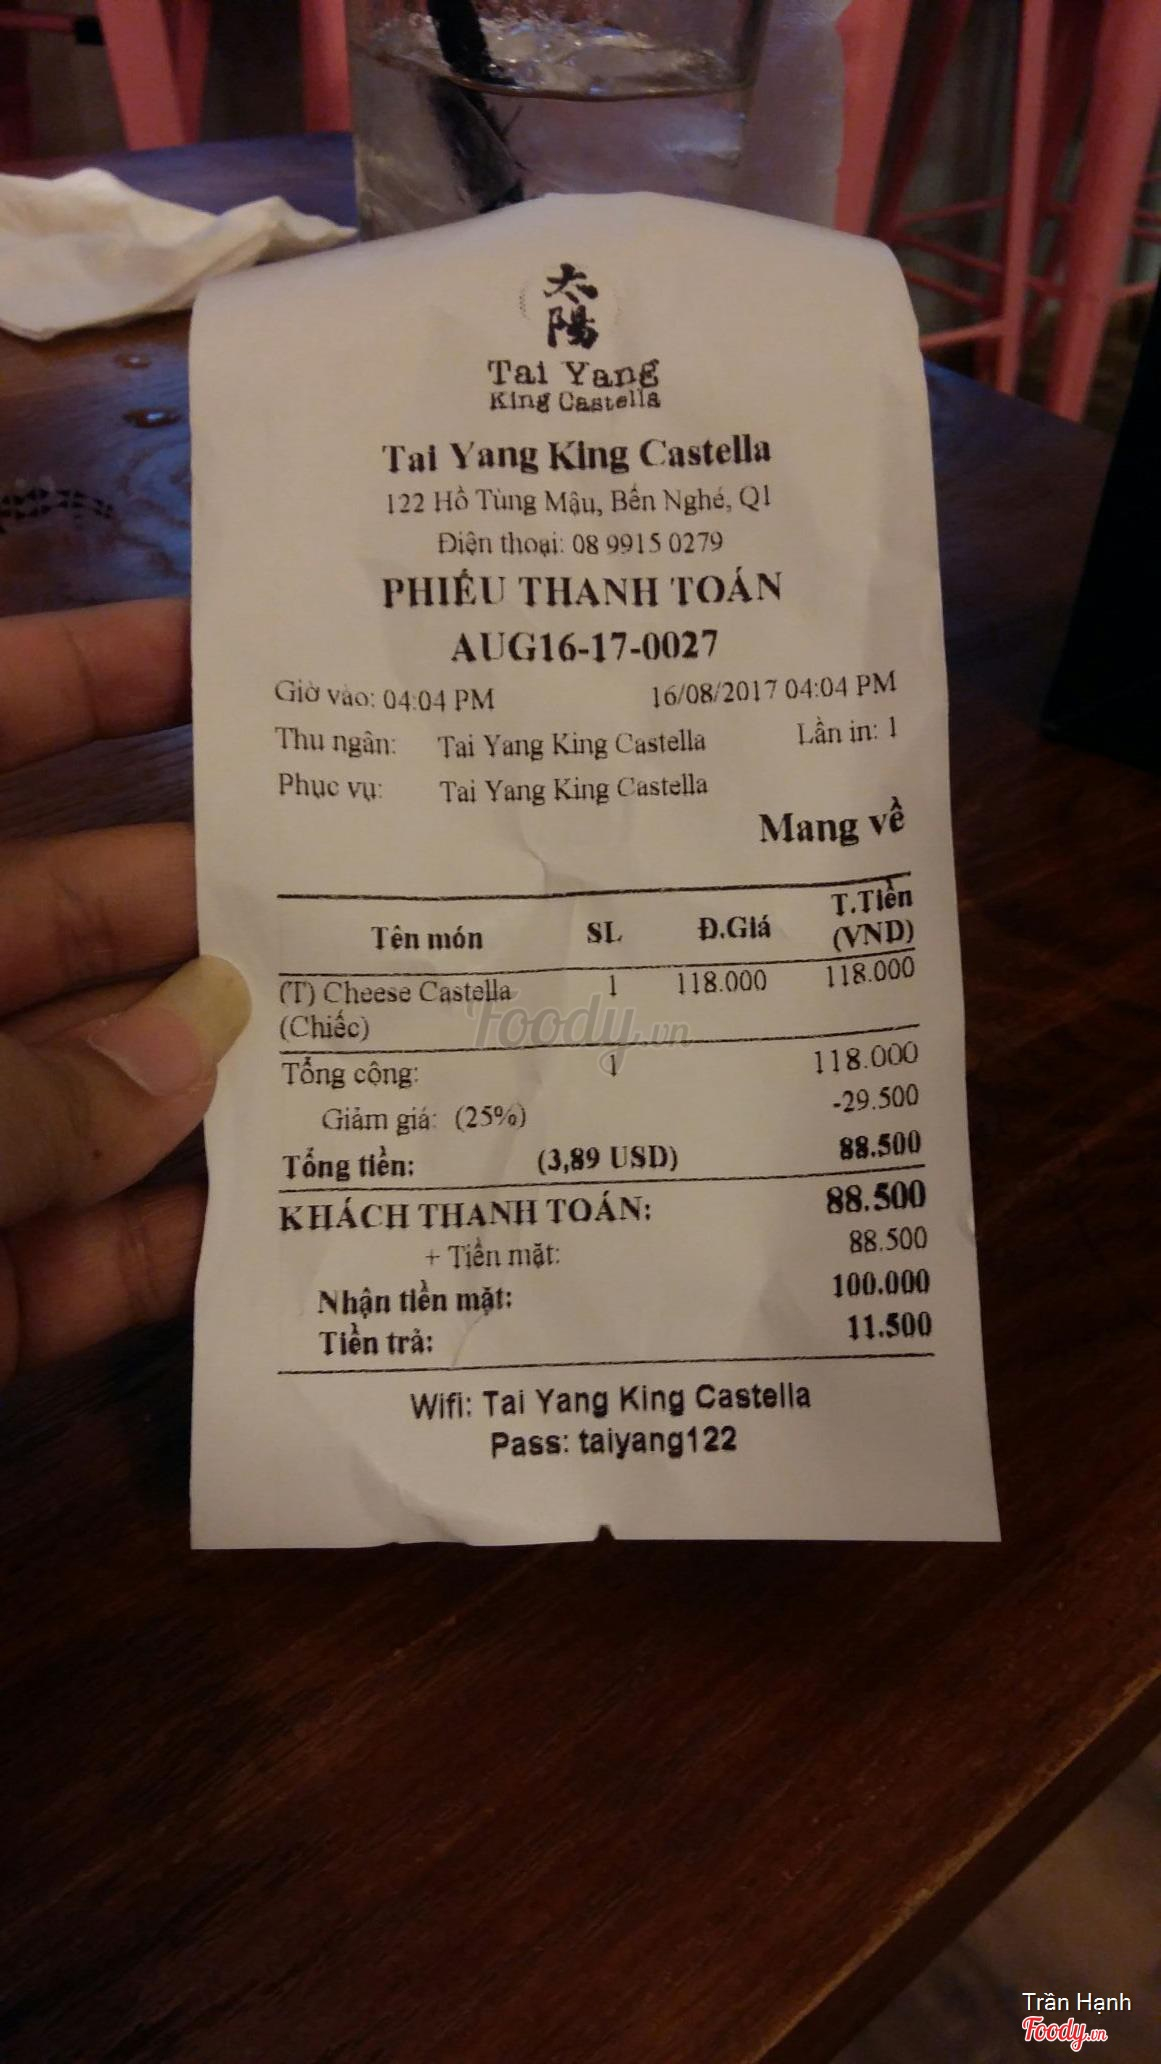 太
陽
Tai Yang
King Castella
Tai Yang King Castella
122 Hồ Tùng Mậu, Bến Nghé, Q1
Điện thoại: 08 9915 0279
PHIẾU THANH TOÁN
AUG16-17-0027
Giờ vào: 04:04 PM 16/08/2017 04:04 PM
Thu ngân: Tai Yang King Castella Lần in: 1
Phục vụ: Tai Yang King Castella
Mang về
Tên món SL Đ.Giá T.Tiền (VND)
(T) Cheese Castella 1 118.000 118.000
(Chiếc)
Foody.vn
Tổng cộng: 1 118.000
Giảm giá: (25%) -29.500
Tổng tiền: (3,89 USD) 88.500
KHÁCH THANH TOÁN: 88.500
+ Tiền mặt: 88.500
Nhận tiền mặt: 100.000
Tiền trả: 11.500
Wifi: Tai Yang King Castella
Pass: taiyang122
Trần Hạnh
Foody.vn